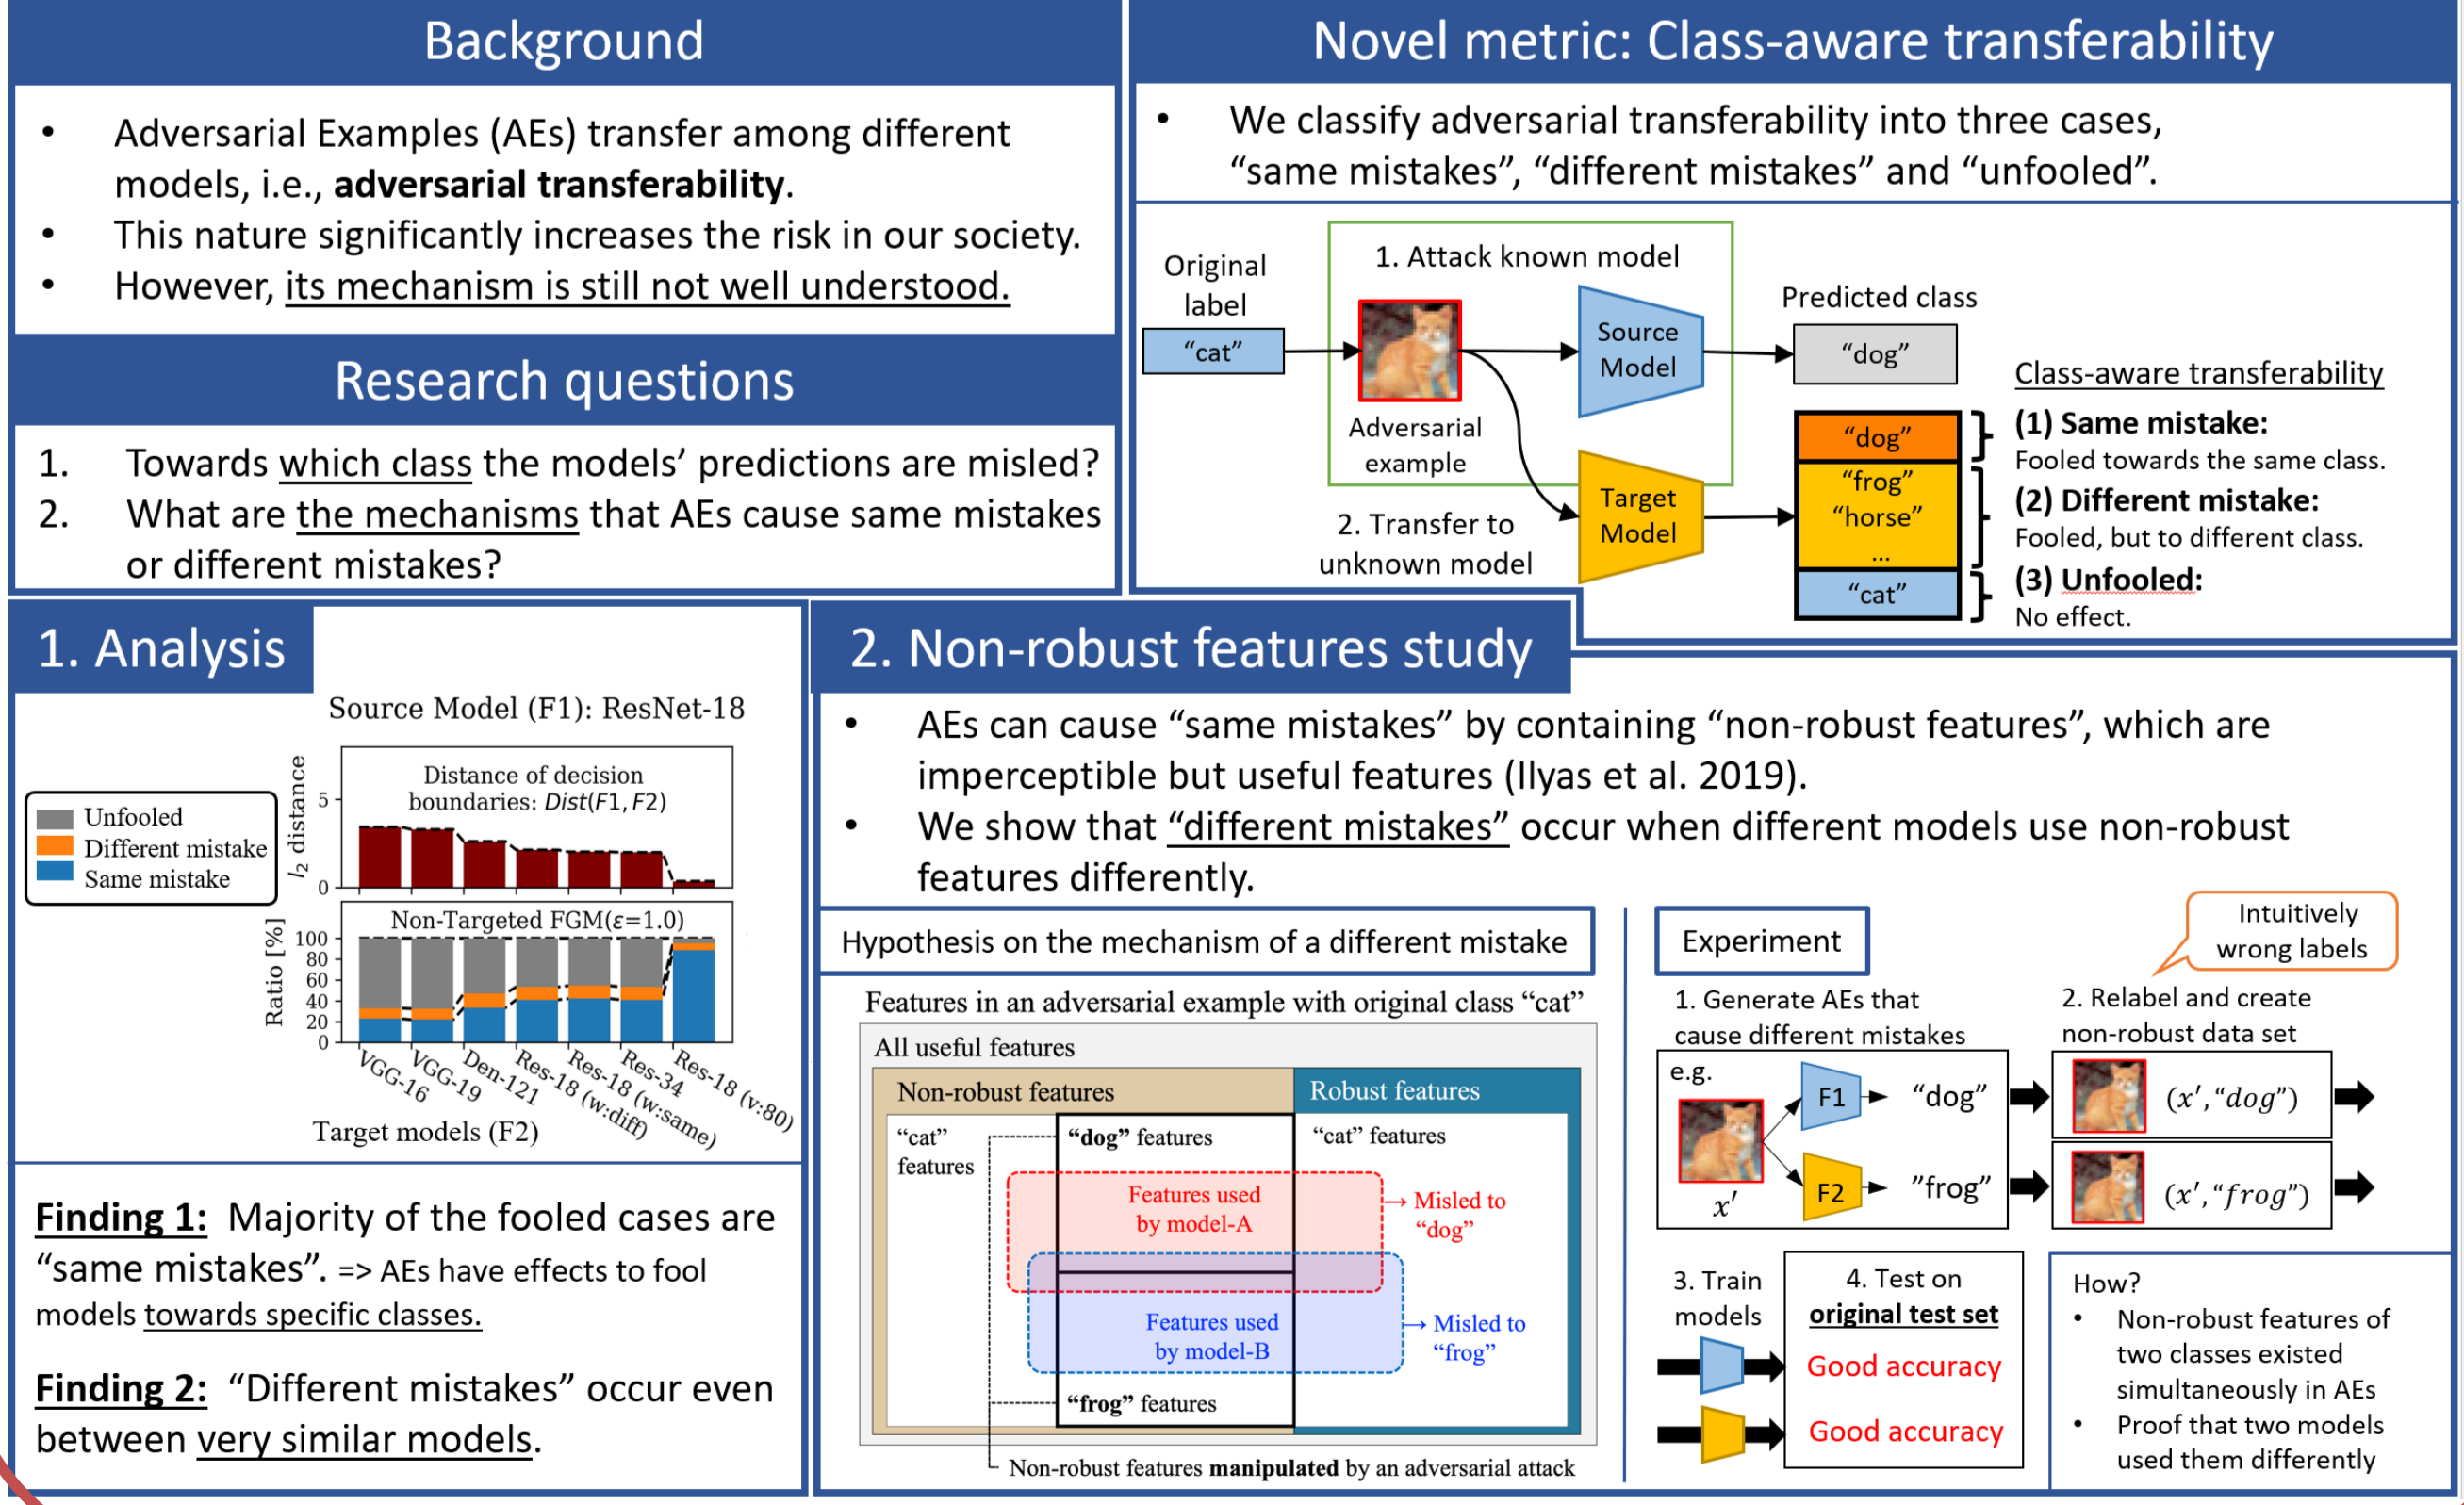 Background
• Adversarial Examples (AEs) transfer among different
models, i.e., adversarial transferability.
• This nature significantly increases the risk in our society.
• However, its mechanism is still not well understood.
Research questions
1. Towards which class the models’ predictions are misled?
2. What are the mechanisms that AEs cause same mistakes
or different mistakes?
Novel metric: Class-aware transferability
• We classify adversarial transferability into three cases,
“same mistakes”, “different mistakes” and “unfooled”.
Original
label
“cat”
1. Attack known model
Adversarial
example
Source
Model
Predicted class
“dog”
2. Transfer to
unknown model
Target
Model
“dog”
“frog”
“horse”
...
“cat”
Class-aware transferability
(1) Same mistake:
Fooled towards the same class.
(2) Different mistake:
Fooled, but to different class.
(3) Unfooled:
No effect.
1. Analysis
Source Model (F1): ResNet-18
Unfooled
Different mistake
Same mistake
l2 distance
5
0
Distance of decision
boundaries: Dist(F1, F2)
Ratio [%]
100
80
60
40
20
0
Non-Targeted FGM(ε=1.0)
VGG-16
VGG-19
Den-121
Res-18 (w:diff)
Res-18 (w:same)
Res-34
Res-18 (v:80)
Target models (F2)
Finding 1: Majority of the fooled cases are
“same mistakes”. => AEs have effects to fool
models towards specific classes.
Finding 2: “Different mistakes” occur even
between very similar models.
2. Non-robust features study
• AEs can cause “same mistakes” by containing “non-robust features”, which are
imperceptible but useful features (Ilyas et al. 2019).
• We show that “different mistakes” occur when different models use non-robust
features differently.
Hypothesis on the mechanism of a different mistake
Features in an adversarial example with original class “cat”
All useful features
Non-robust features
Robust features
“cat”
features
“dog” features
“cat” features
Features used
by model-A
→ Misled to
“dog”
Features used
by model-B
→ Misled to
“frog”
“frog” features
Non-robust features manipulated by an adversarial attack
Experiment
Intuitively
wrong labels
1. Generate AEs that
cause different mistakes
e.g.
x′
F1
“dog”
F2
”frog”
2. Relabel and create
non-robust data set
(x′, “dog”)
(x′, “frog”)
3. Train
models
4. Test on
original test set
Good accuracy
Good accuracy
How?
• Non-robust features of
two classes existed
simultaneously in AEs
• Proof that two models
used them differently